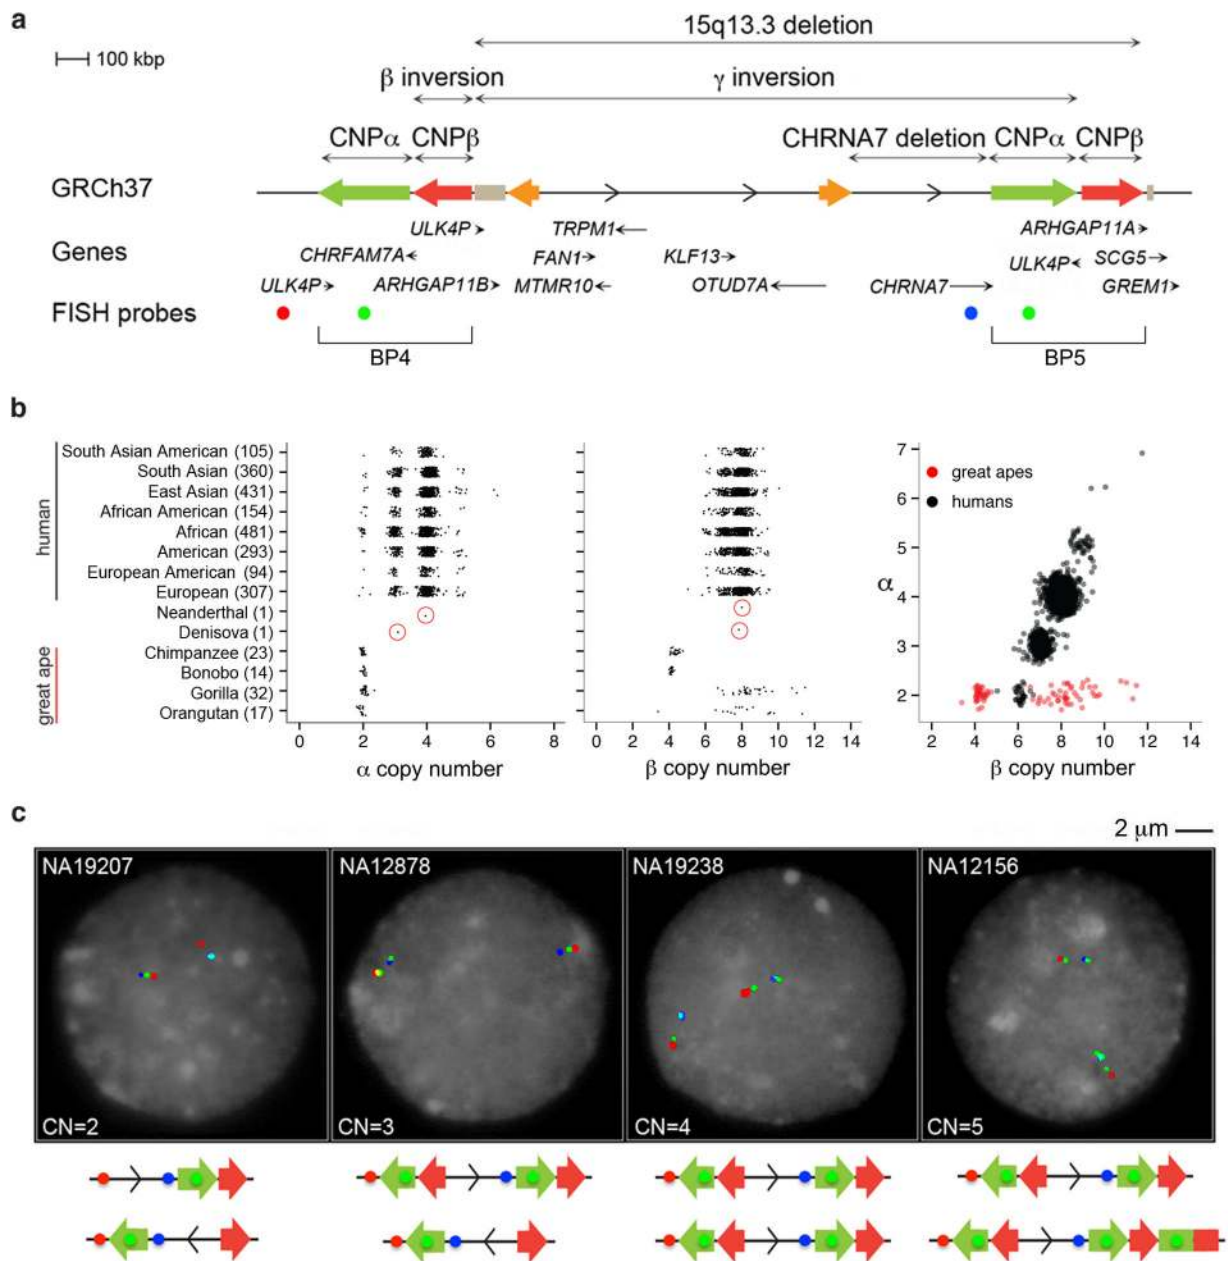 a
15q13.3 deletion
100 kbp
β inversion
γ inversion
CNPα
CNPβ
CHRNA7 deletion
CNPα
CNPβ
GRCh37
ULK4P
TRPM1
ARHGAP11A
Genes
CHRFAM7A
FAN1
KLF13
ULK4P
SCG5
ULK4P
ARHGAP11B
MTMR10
OTUD7A
CHRNA7
GREM1
FISH probes
BP4
BP5
b
human
great ape
South Asian American (105)
South Asian (360)
East Asian (431)
African American (154)
African (481)
American (293)
European American (94)
European (307)
Neanderthal (1)
Denisova (1)
Chimpanzee (23)
Bonobo (14)
Gorilla (32)
Orangutan (17)
0 2 4 6 8
α copy number
0 2 4 6 8 10 12 14
β copy number
great apes
humans
α
7
6
5
4
3
2
2 4 6 8 10 12 14
β copy number
c
2 μm
NA19207
NA12878
NA19238
NA12156
CN=2
CN=3
CN=4
CN=5